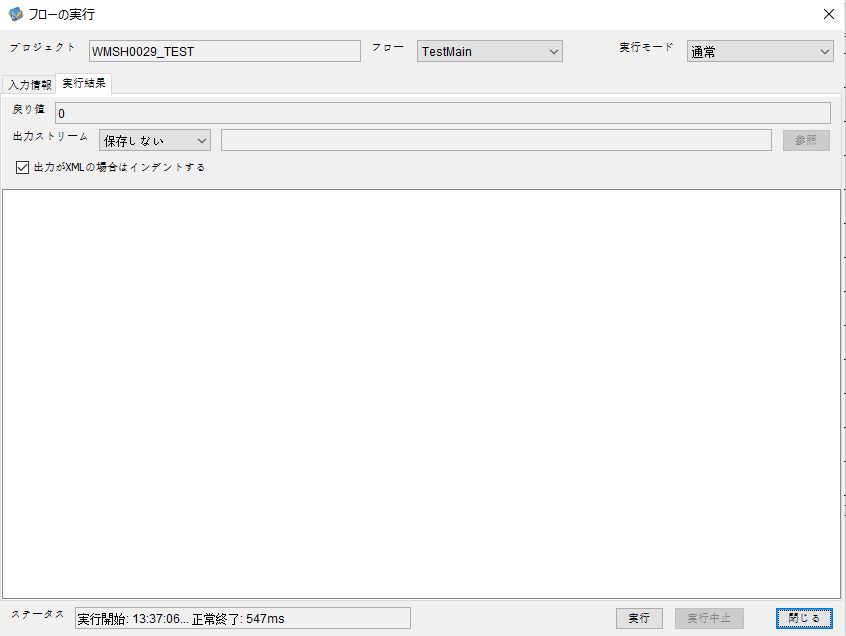 フローの実行
プロジェクト WMSH0029_TEST フロー TestMain 実行モード 通常
入力情報 実行結果
戻り値 0
出力ストリーム 保存しない 参照
出力がXMLの場合はインデントする
ステータス 実行開始: 13:37:06... 正常終了: 547ms 実行 実行中止 閉じる